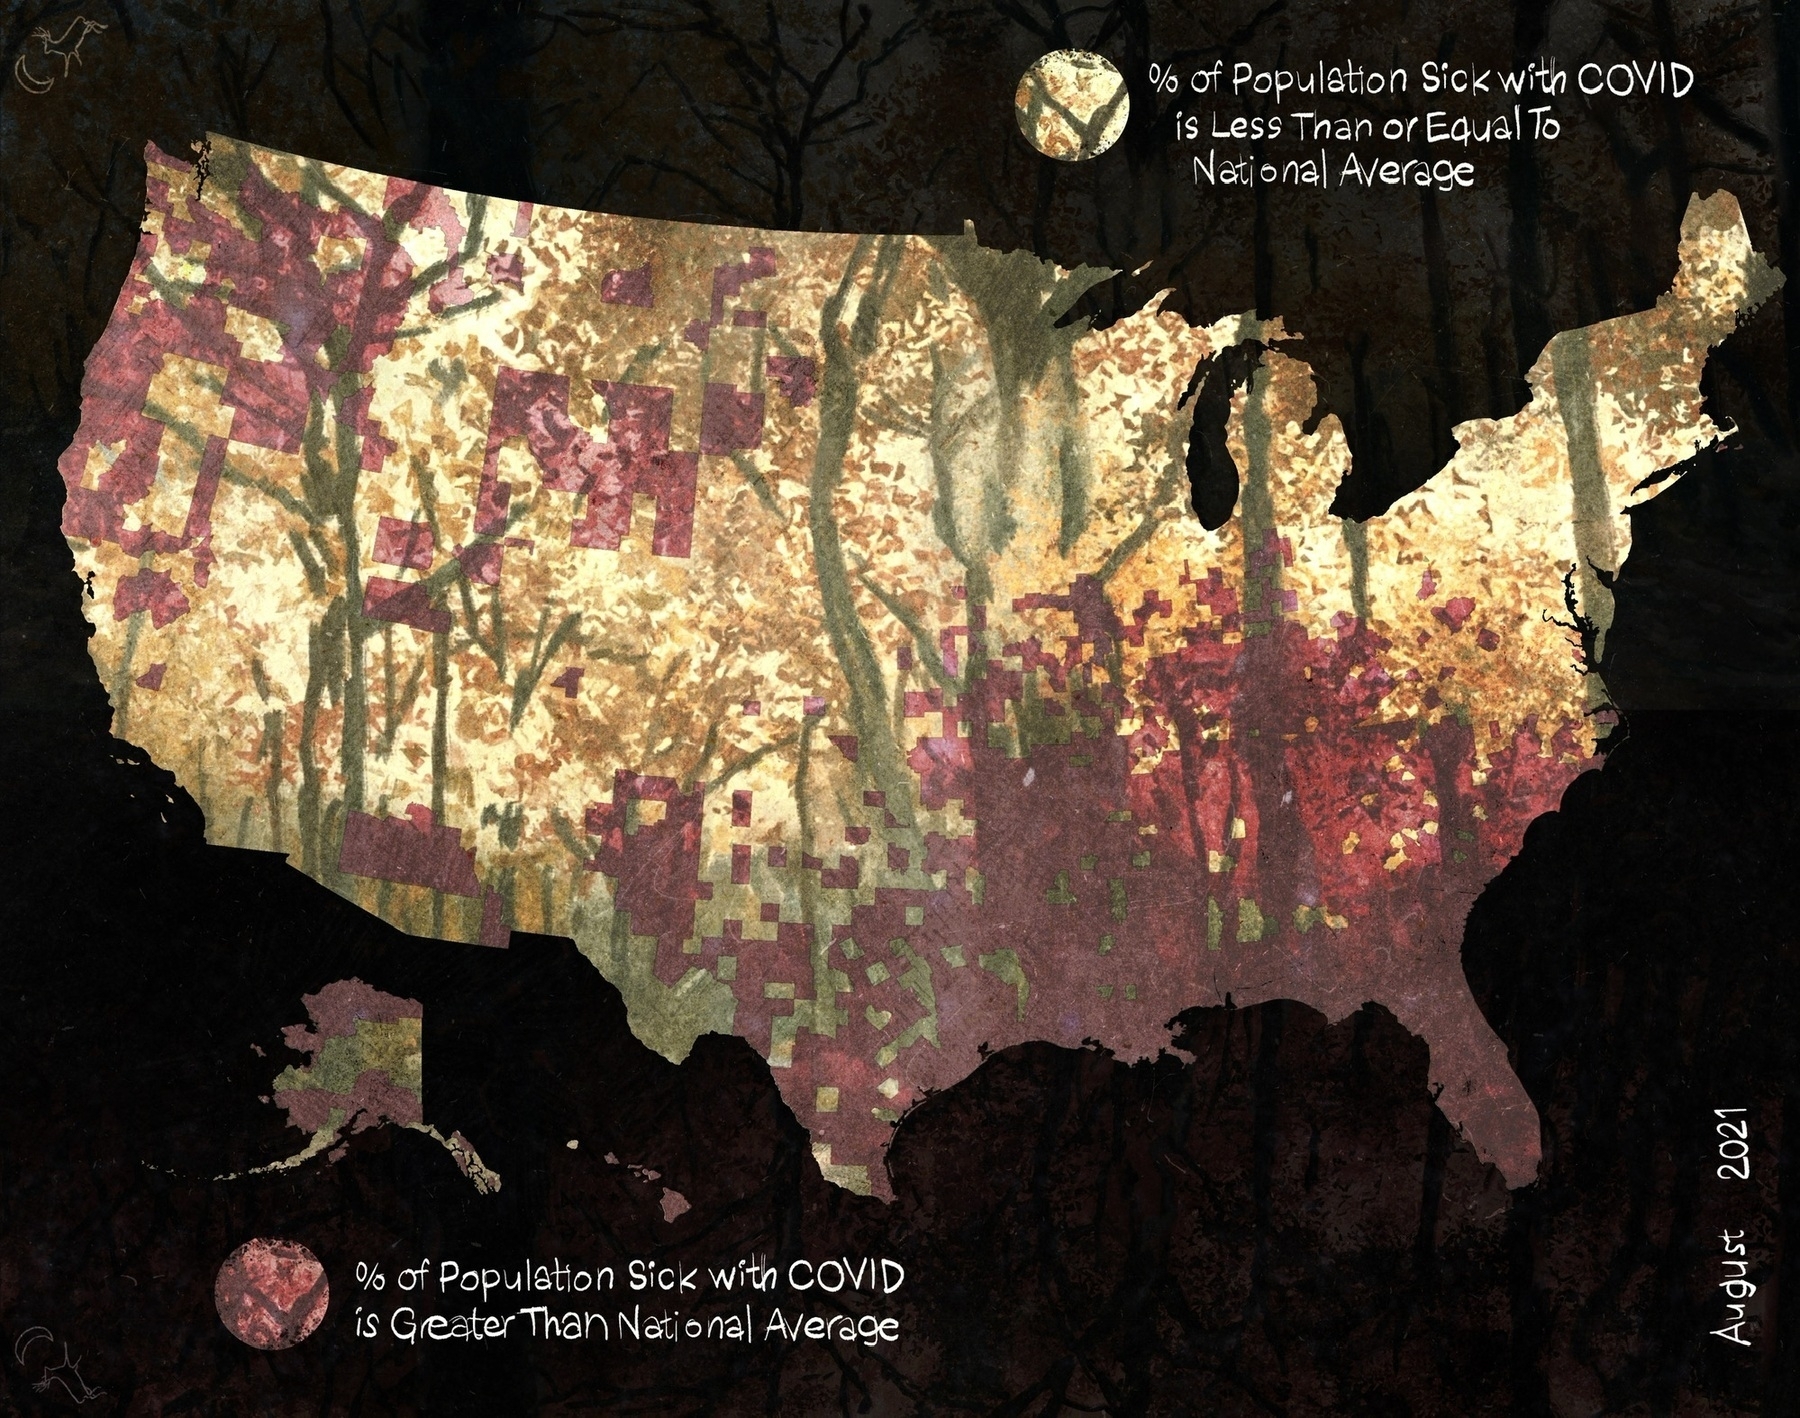 % of Population Sick with COVID
is Less Than or Equal To
National Average
% of Population Sick with COVID
is Greater Than National Average
August 2021